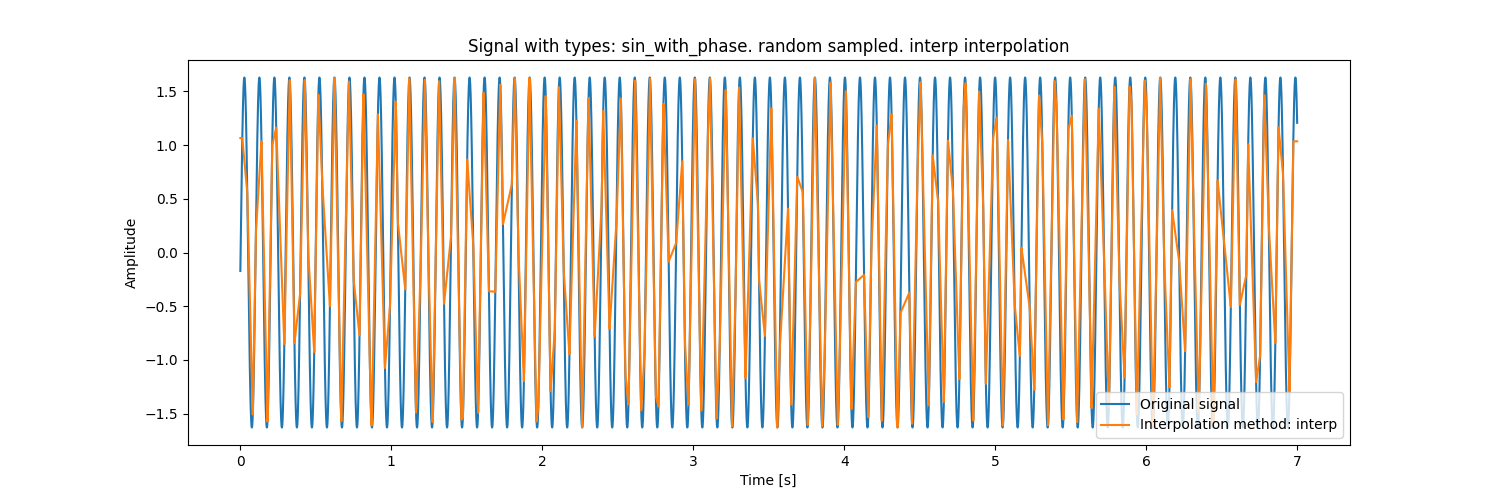 Signal with types: sin_with_phase. random sampled. interp interpolation
Amplitude
1.5
1.0
0.5
0.0
−0.5
−1.0
−1.5
0 1 2 3 4 5 6 7
Time [s]
Original signal
Interpolation method: interp